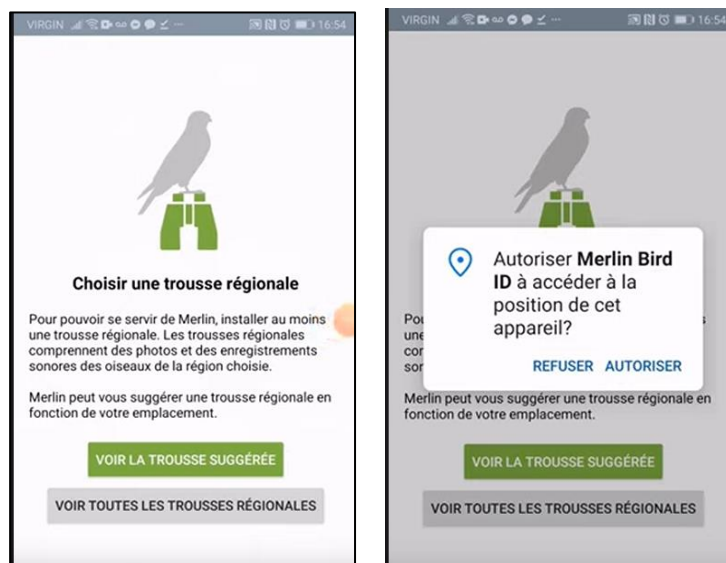 VIRGIN 16:54
Choisir une trousse régionale
Pour pouvoir se servir de Merlin, installer au moins
une trousse régionale. Les trousses régionales
comprennent des photos et des enregistrements
sonores des oiseaux de la région choisie.
Merlin peut vous suggérer une trousse régionale en
fonction de votre emplacement.
VOIR LA TROUSSE SUGGÉRÉE
VOIR TOUTES LES TROUSSES RÉGIONALES
VIRGIN 16:54
Autoriser Merlin Bird
ID à accéder à la
position de cet
appareil?
REFUSER AUTORISER
Merlin peut vous suggérer une trousse régionale en
fonction de votre emplacement.
VOIR LA TROUSSE SUGGÉRÉE
VOIR TOUTES LES TROUSSES RÉGIONALES